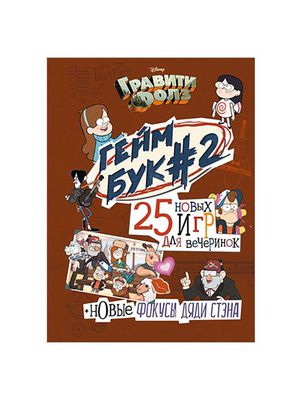 Disney
ГРАВИТИ
ФОЛЗ
ГЕЙМ
БУК #2
25 НОВЫХ
ИГР
ДЛЯ ВЕЧЕРИНОК
+НОВЫЕ ФОКУСЫ ДЯДИ СТЭНА